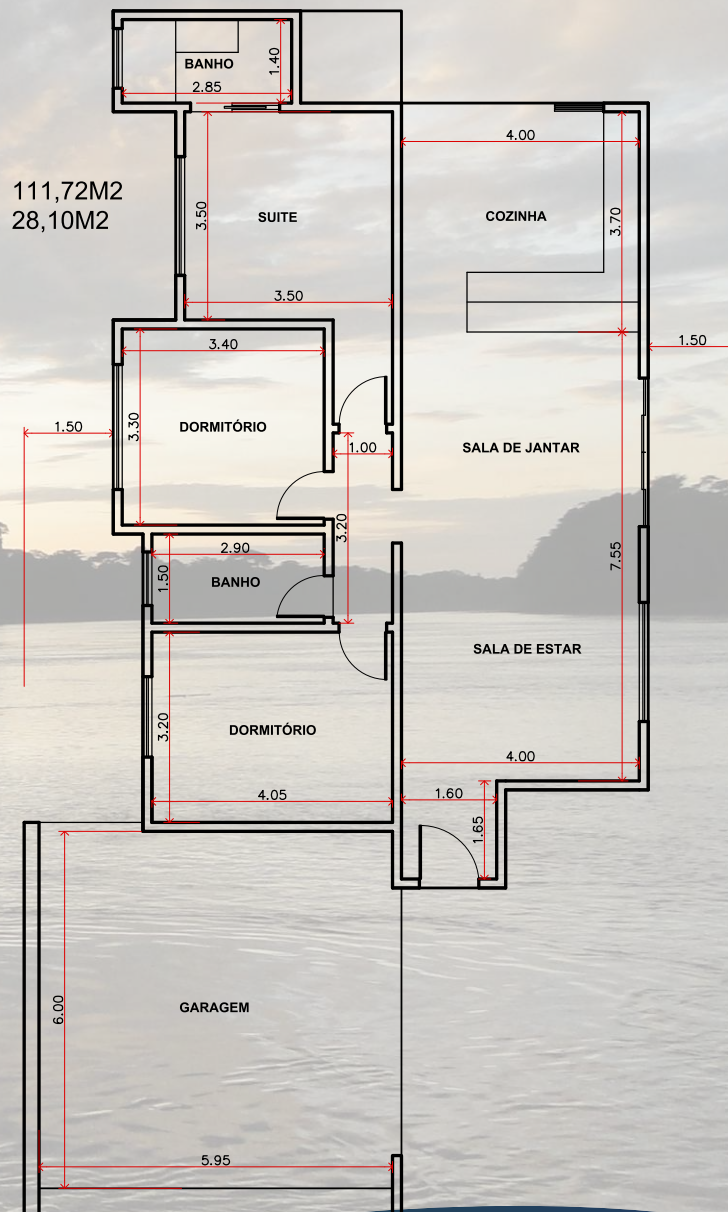 BANHO
1.40
2.85
111,72M2
28,10M2
4.00
3.50
SUITE
COZINHA
3.70
3.50
3.40
1.50
3.30
DORMITÓRIO
1.50
1.00
SALA DE JANTAR
3.20
2.90
1.50
BANHO
7.55
SALA DE ESTAR
3.20
DORMITÓRIO
4.00
4.05
1.60
1.65
6.00
GARAGEM
5.95